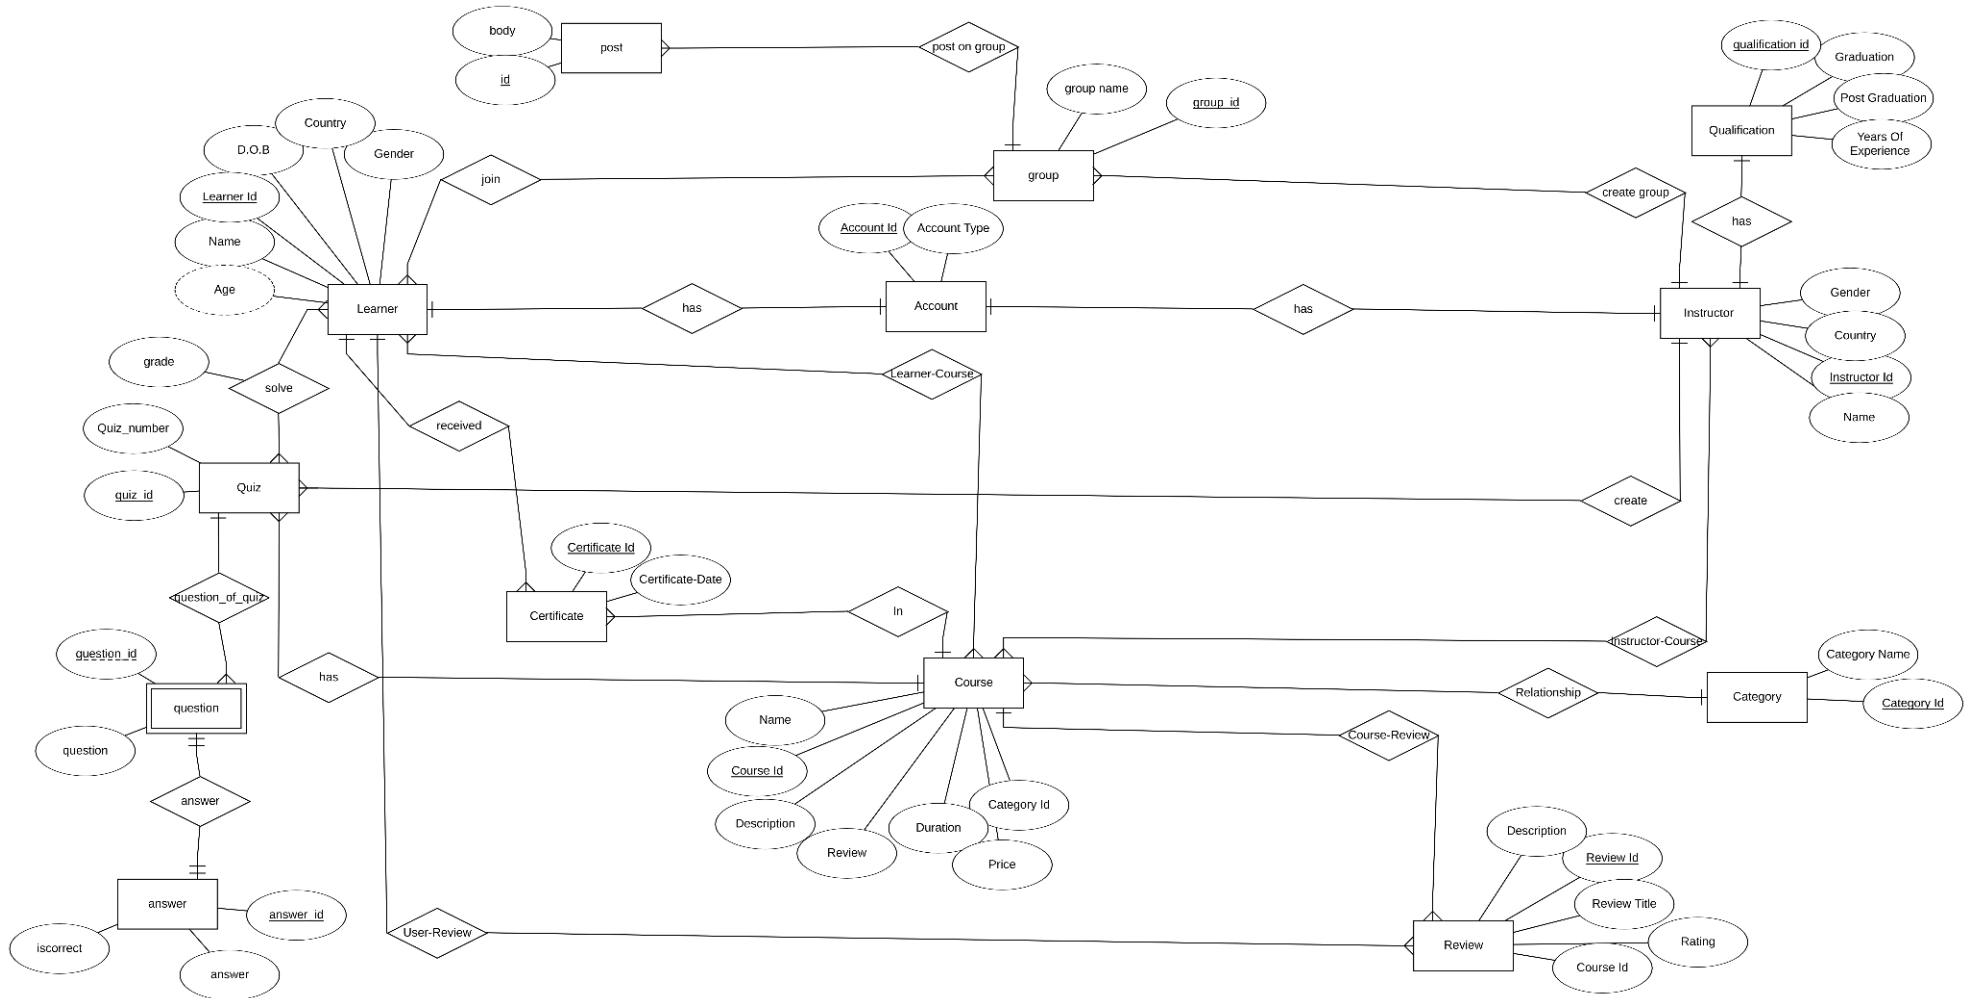 body
post
id
post on group
group name
group_id
qualification id
Graduation
Post Graduation
Years Of
Experience
Qualification
Country
D.O.B
Gender
Learner Id
Name
Age
Learner
join
group
create group
has
Account Id
Account Type
Account
has
has
Instructor
Gender
Country
Instructor Id
Name
grade
solve
Learner-Course
received
Quiz_number
quiz_id
Quiz
create
Certificate Id
Certificate-Date
Certificate
In
question_of_quiz
question_id
question
question
has
Course
Instructor-Course
Category Name
Category Id
Category
Relationship
Name
Course Id
Description
Review
Duration
Category Id
Price
Course-Review
answer
answer
answer_id
iscorrect
answer
User-Review
Description
Review Id
Review Title
Rating
Course Id
Review